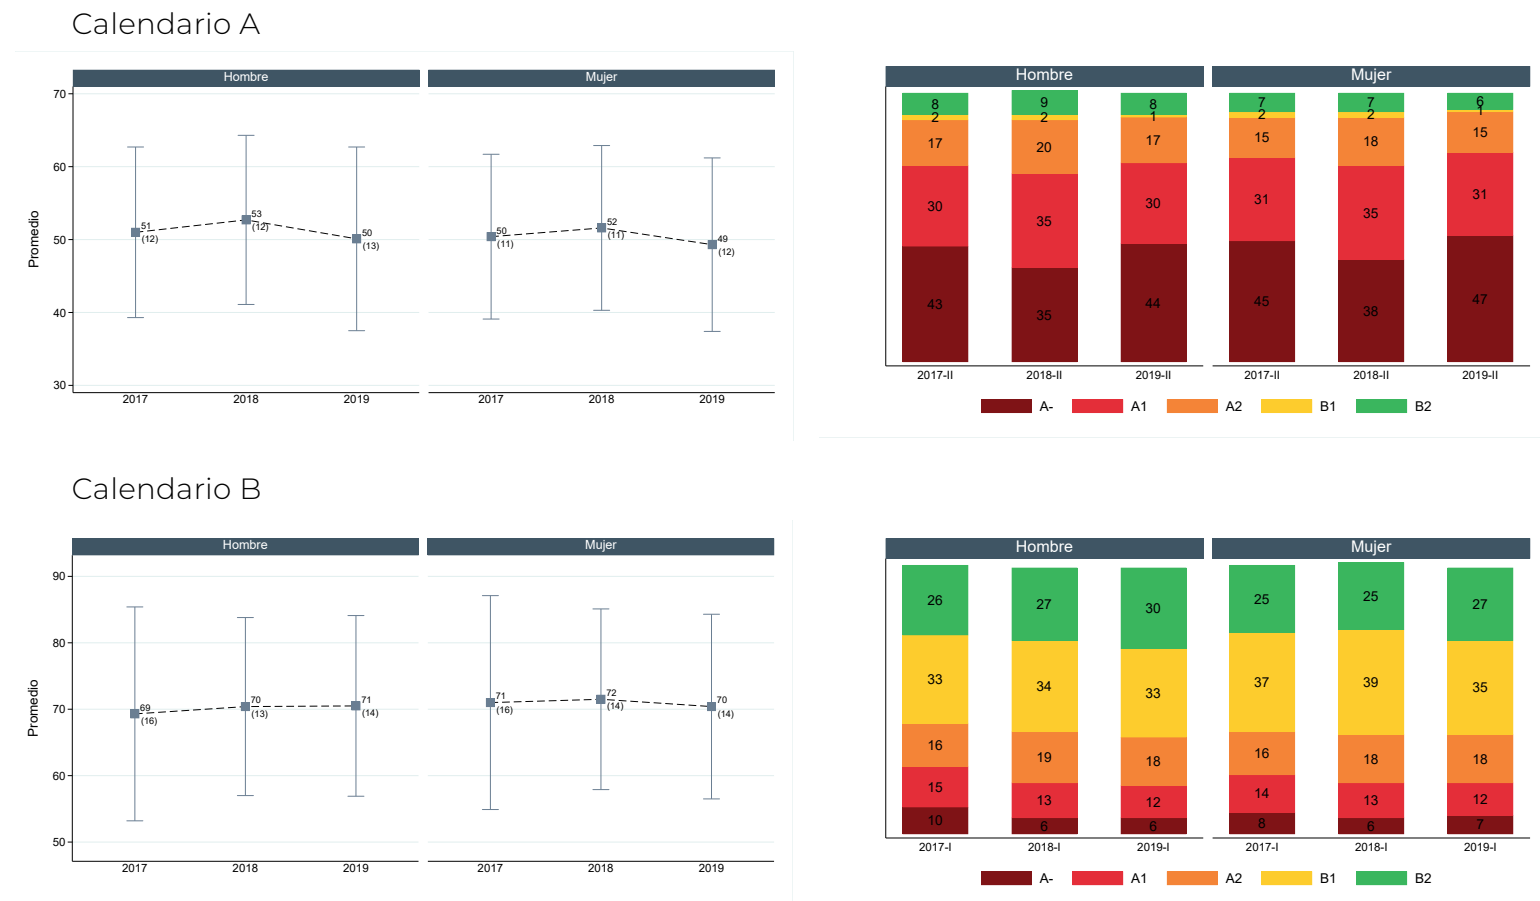 Calendario A
Hombre Mujer
Promedio
70
60
50
40
30
51
(12)
53
(12)
50
(13)
50
(11)
52
(11)
49
(12)
2017 2018 2019 2017 2018 2019
Hombre Mujer
8 9 8 7 7 6
2 2 1 2 2 1
17 20 17 15 18 15
30 35 30 31 35 31
43 35 44 45 38 47
2017-II 2018-II 2019-II 2017-II 2018-II 2019-II
A- A1 A2 B1 B2
Calendario B
Hombre Mujer
Promedio
90
80
70
60
50
69
(16)
70
(13)
71
(14)
71
(16)
72
(14)
70
(14)
2017 2018 2019 2017 2018 2019
Hombre Mujer
26 27 30 25 25 27
33 34 33 37 39 35
16 19 18 16 18 18
15 13 12 14 13 12
10 6 6 8 6 7
2017-I 2018-I 2019-I 2017-I 2018-I 2019-I
A- A1 A2 B1 B2